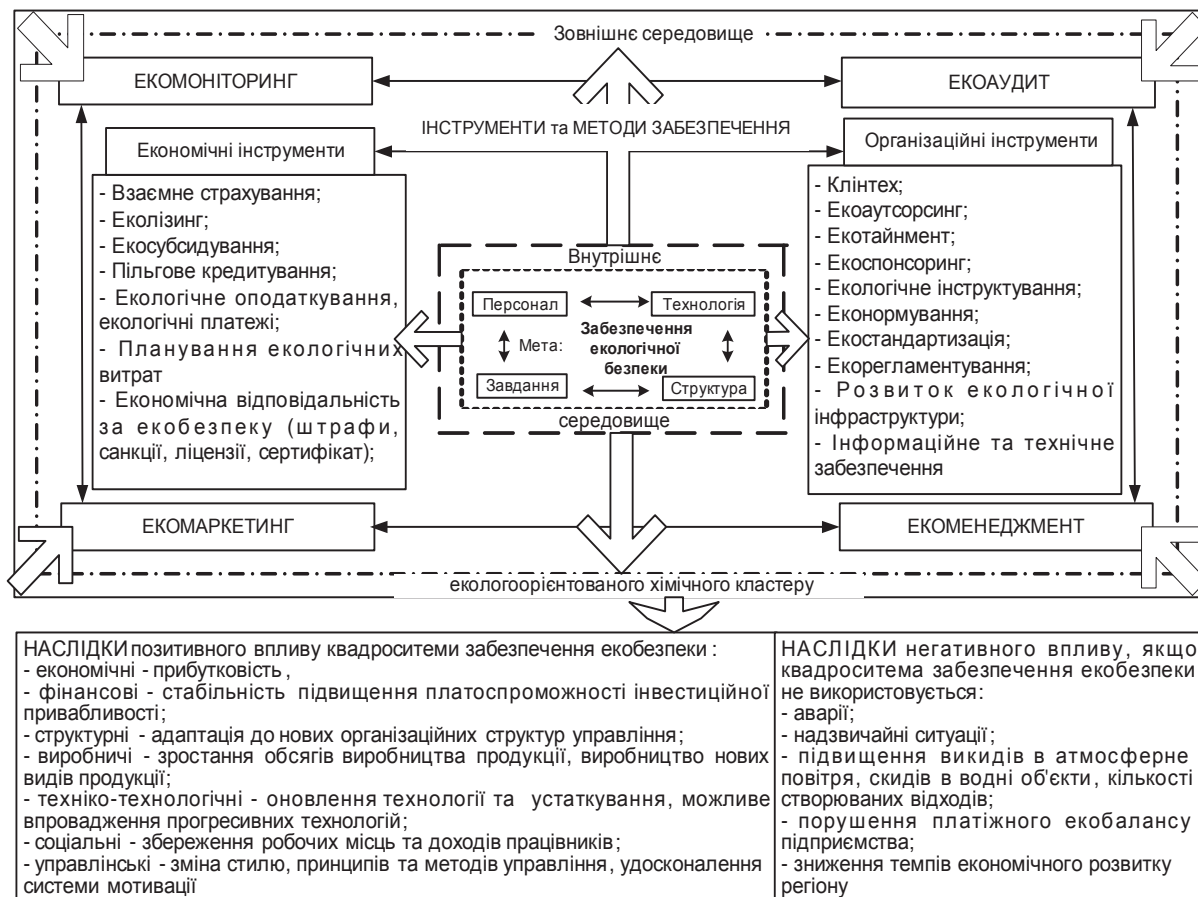 Зовнішнє середовище
ЕКОМОНІТОРИНГ
ЕКОАУДИТ
ІНСТРУМЕНТИ та МЕТОДИ ЗАБЕЗПЕЧЕННЯ
Економічні інструменти
- Взаємне страхування;
- Еколізинг;
- Екосубсидування;
- Пільгове кредитування;
- Екологічне оподаткування,
екологічні платежі;
- Планування екологічних
витрат
- Економічна відповідальність
за екобезпеку (штрафи,
санкції, ліцензії, сертифікат);
Внутрішнє
Персонал
Технологія
Мета:
Забезпечення
екологічної
безпеки
Завдання
Структура
середовище
Організаційні інструменти
- Клінтех;
- Екоаутсорсинг;
- Екотайнмент;
- Екоспонсоринг;
- Екологічне інструктування;
- Еконормування;
- Екостандартизація;
- Екорегламентування;
- Розвиток екологічної
інфраструктури;
- Інформаційне та технічне
забезпечення
ЕКОМАРКЕТИНГ
ЕКОМЕНЕДЖМЕНТ
екологоорієнтованого хімічного кластеру
НАСЛІДКИ позитивного впливу квадроситеми забезпечення екобезпеки :
- економічні - прибутковість,
- фінансові - стабільність підвищення платоспроможності інвестиційної
привабливості;
- структурні - адаптація до нових організаційних структур управління;
- виробничі - зростання обсягів виробництва продукції, виробництво нових
видів продукції;
- техніко-технологічні - оновлення технології та устаткування, можливе
впровадження прогресивних технологій;
- соціальні - збереження робочих місць та доходів працівників;
- управлінські - зміна стилю, принципів та методів управління, удосконалення
системи мотивації
НАСЛІДКИ негативного впливу, якщо
квадроситема забезпечення екобезпеки
не використовується:
- аварії;
- надзвичайні ситуації;
- підвищення викидів в атмосферне
повітря, скидів в водні об'єкти, кількості
створюваних відходів;
- порушення платіжного екобалансу
підприємства;
- зниження темпів економічного розвитку
регіону